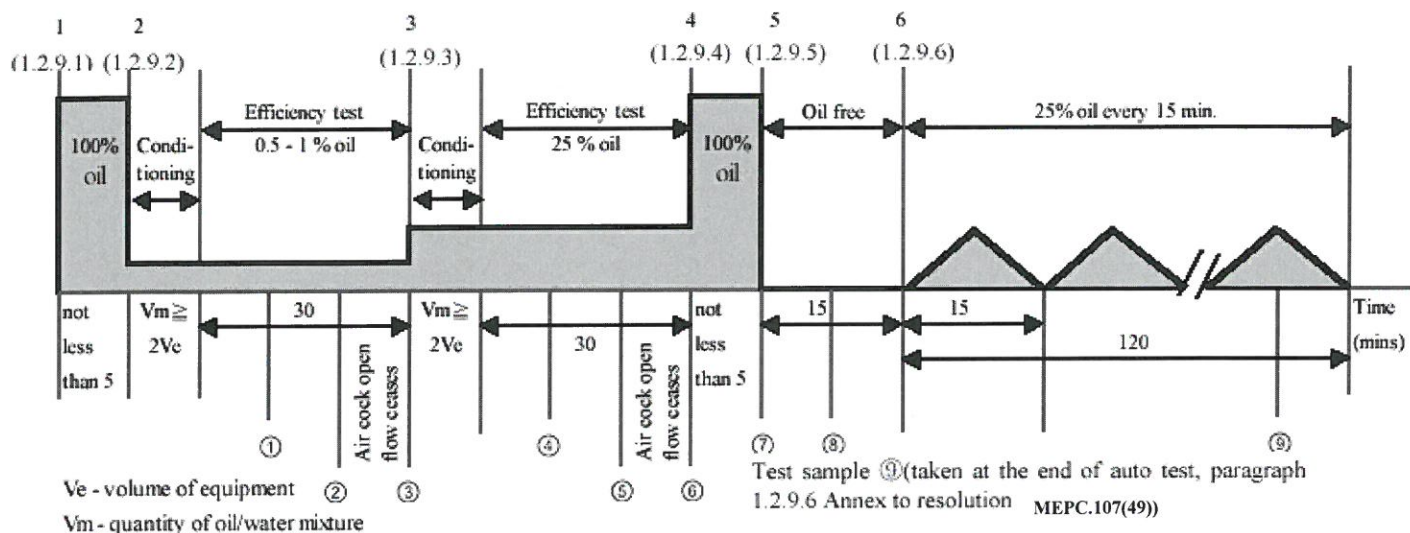 1 2 3 4 5 6
(1.2.9.1) (1.2.9.2) (1.2.9.3) (1.2.9.4) (1.2.9.5) (1.2.9.6)
100%
oil
Condi-
tioning
Efficiency test
0.5 - 1 % oil
Condi-
tioning
Efficiency test
25 % oil
100%
oil
Oil free
25% oil every 15 min.
not
less
than 5
Vm≧
2Ve
30
Air cock open
flow ceases
Vm≧
2Ve
30
Air cock open
flow ceases
not
less
than 5
15
15
120
Time
(mins)
① ② ③ ④ ⑤ ⑥ ⑦ ⑧ ⑨
Ve - volume of equipment
Vm - quantity of oil/water mixture
Test sample ⑨(taken at the end of auto test, paragraph
1.2.9.6 Annex to resolution MEPC.107(49))